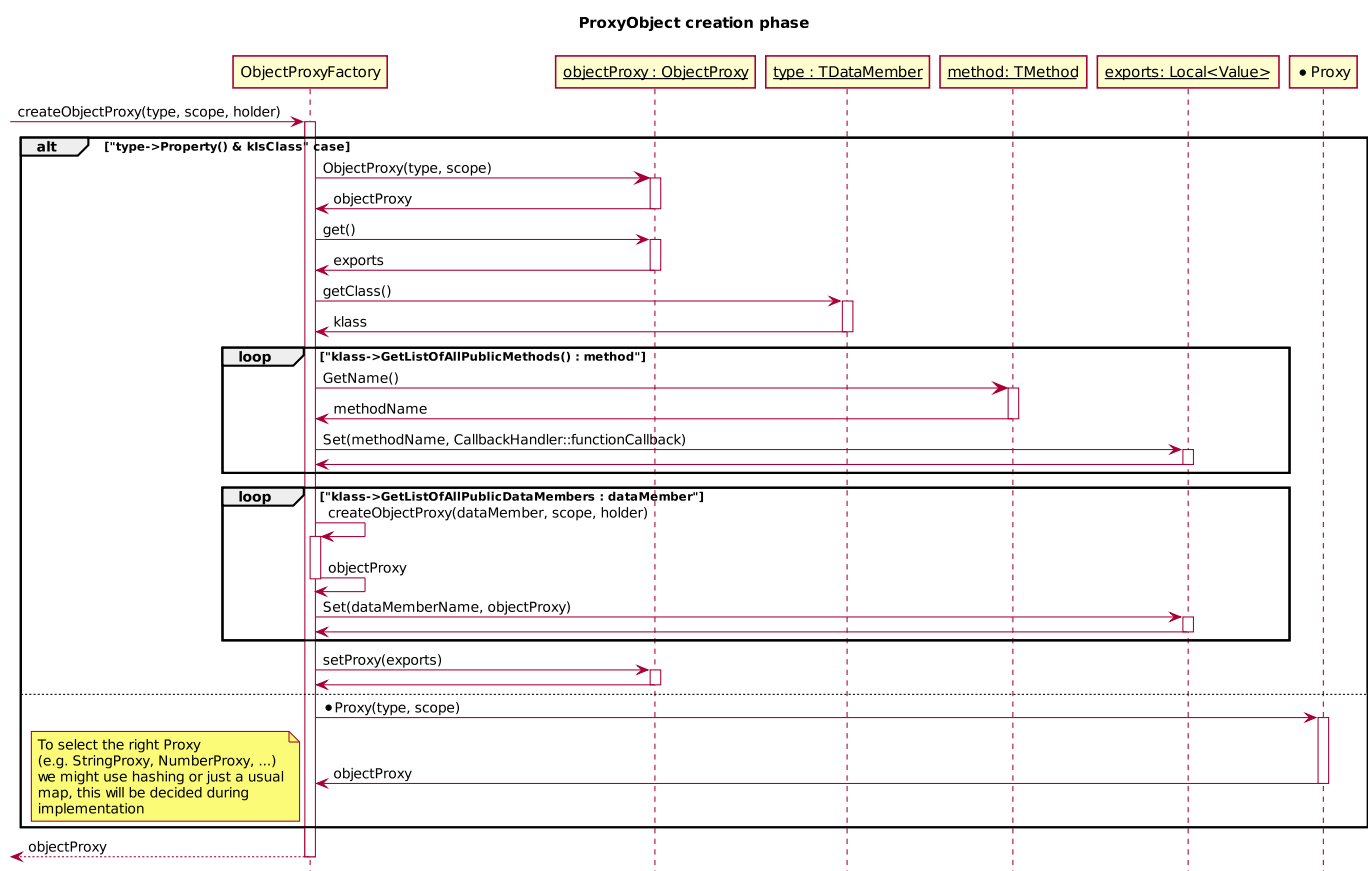 ProxyObject creation phase
ObjectProxyFactory
objectProxy : ObjectProxy
type : TDataMember
method: TMethod
exports: Local<Value>
• Proxy
createObjectProxy(type, scope, holder)
alt
["type->Property() & kIsClass" case]
ObjectProxy(type, scope)
objectProxy
get()
exports
getClass()
klass
loop
["klass->GetListOfAllPublicMethods() : method"]
GetName()
methodName
Set(methodName, CallbackHandler::functionCallback)
loop
["klass->GetListOfAllPublicDataMembers : dataMember"]
createObjectProxy(dataMember, scope, holder)
objectProxy
Set(dataMemberName, objectProxy)
setProxy(exports)
•Proxy(type, scope)
To select the right Proxy
(e.g. StringProxy, NumberProxy, ...)
we might use hashing or just a usual
map, this will be decided during
implementation
objectProxy
objectProxy